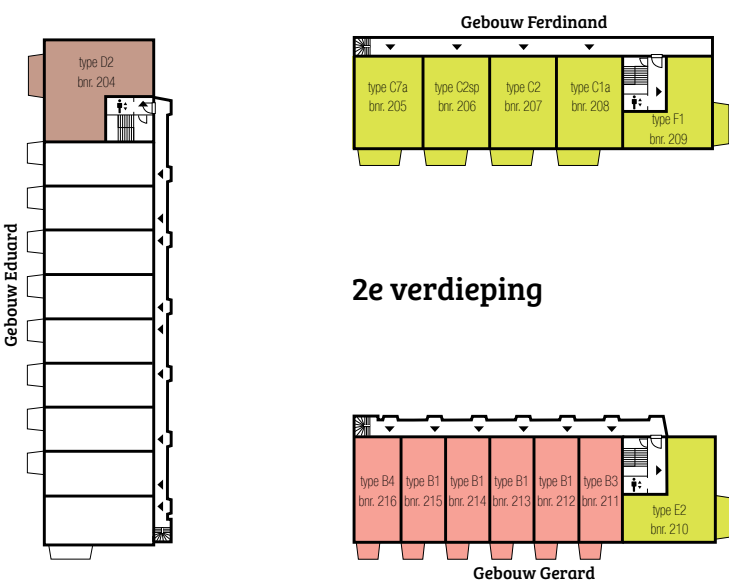 Gebouw Ferdinand
type D2
bnr. 204
type C7a
bnr. 205
type C2sp
bnr. 206
type C2
bnr. 207
type C1a
bnr. 208
type F1
bnr. 209
Gebouw Eduard
2e verdieping
type B4
bnr. 216
type B1
bnr. 215
type B1
bnr. 214
type B1
bnr. 213
type B1
bnr. 212
type B3
bnr. 211
type E2
bnr. 210
Gebouw Gerard